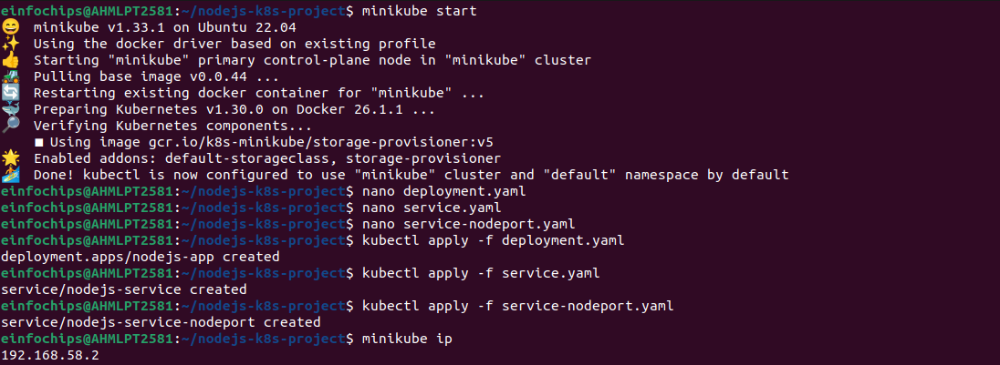 einfochips@AHMLPT2581:~/nodejs-k8s-project$ minikube start
minikube v1.33.1 on Ubuntu 22.04
Using the docker driver based on existing profile
Starting "minikube" primary control-plane node in "minikube" cluster
Pulling base image v0.0.44 ...
Restarting existing docker container for "minikube" ...
Preparing Kubernetes v1.30.0 on Docker 26.1.1 ...
Verifying Kubernetes components...
■ Using image gcr.io/k8s-minikube/storage-provisioner:v5
Enabled addons: default-storageclass, storage-provisioner
Done! kubectl is now configured to use "minikube" cluster and "default" namespace by default
einfochips@AHMLPT2581:~/nodejs-k8s-project$ nano deployment.yaml
einfochips@AHMLPT2581:~/nodejs-k8s-project$ nano service.yaml
einfochips@AHMLPT2581:~/nodejs-k8s-project$ nano service-nodeport.yaml
einfochips@AHMLPT2581:~/nodejs-k8s-project$ kubectl apply -f deployment.yaml
deployment.apps/nodejs-app created
einfochips@AHMLPT2581:~/nodejs-k8s-project$ kubectl apply -f service.yaml
service/nodejs-service created
einfochips@AHMLPT2581:~/nodejs-k8s-project$ kubectl apply -f service-nodeport.yaml
service/nodejs-service-nodeport created
einfochips@AHMLPT2581:~/nodejs-k8s-project$ minikube ip
192.168.58.2